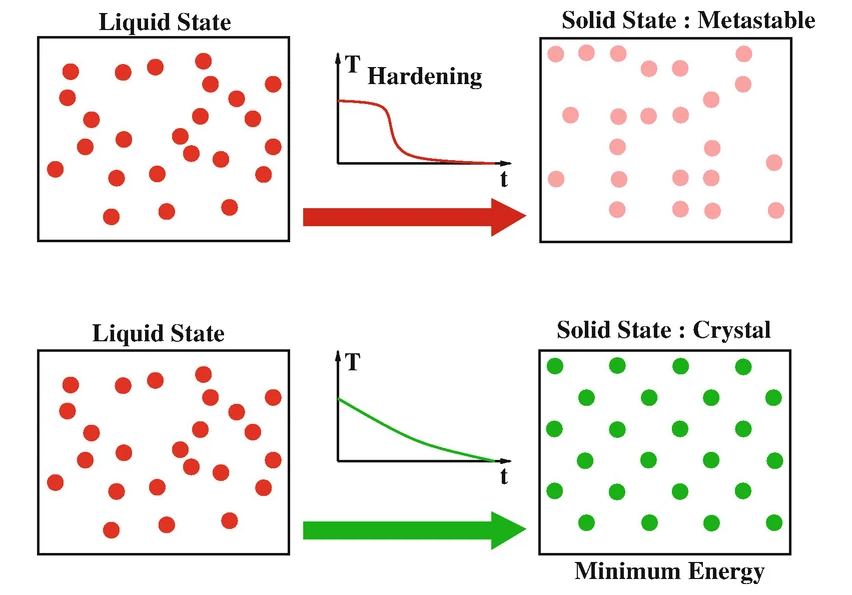 Liquid State
Solid State : Metastable
T
Hardening
t
Liquid State
Solid State : Crystal
T
t
Minimum Energy